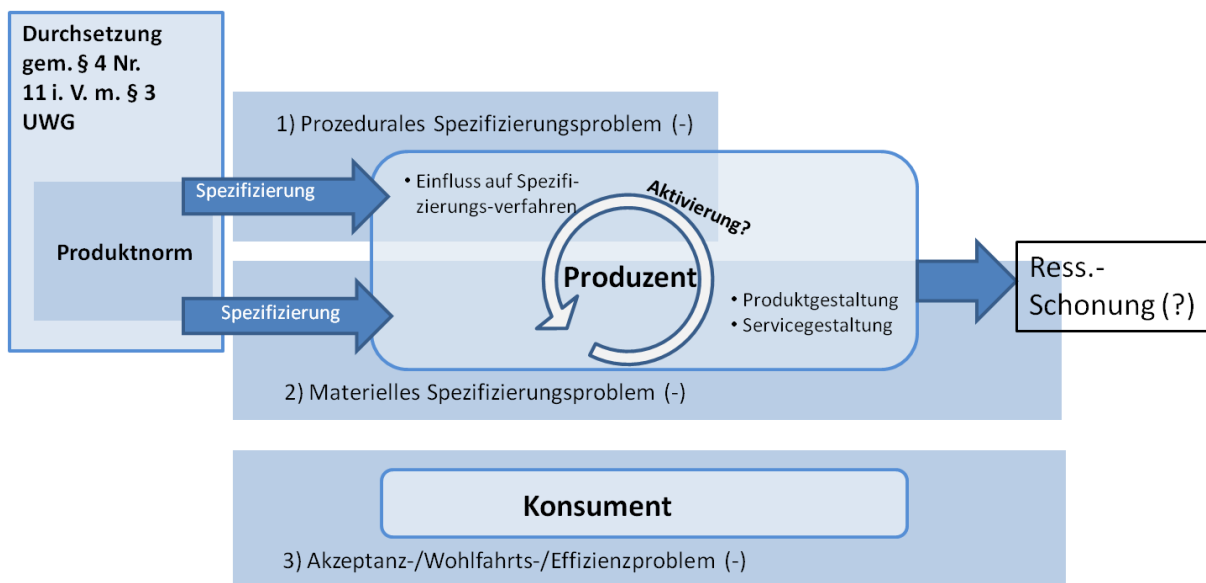 Durchsetzung
gem. § 4 Nr.
11 i. V. m. § 3
UWG
1) Prozedurales Spezifizierungsproblem (-)
Spezifizierung
• Einfluss auf Spezifi-
zierungs-verfahren
Aktivierung?
Produktnorm
Produzent
Ress.-
Schonung (?)
• Produktgestaltung
• Servicegestaltung
Spezifizierung
2) Materielles Spezifizierungsproblem (-)
Konsument
3) Akzeptanz-/Wohlfahrts-/Effizienzproblem (-)